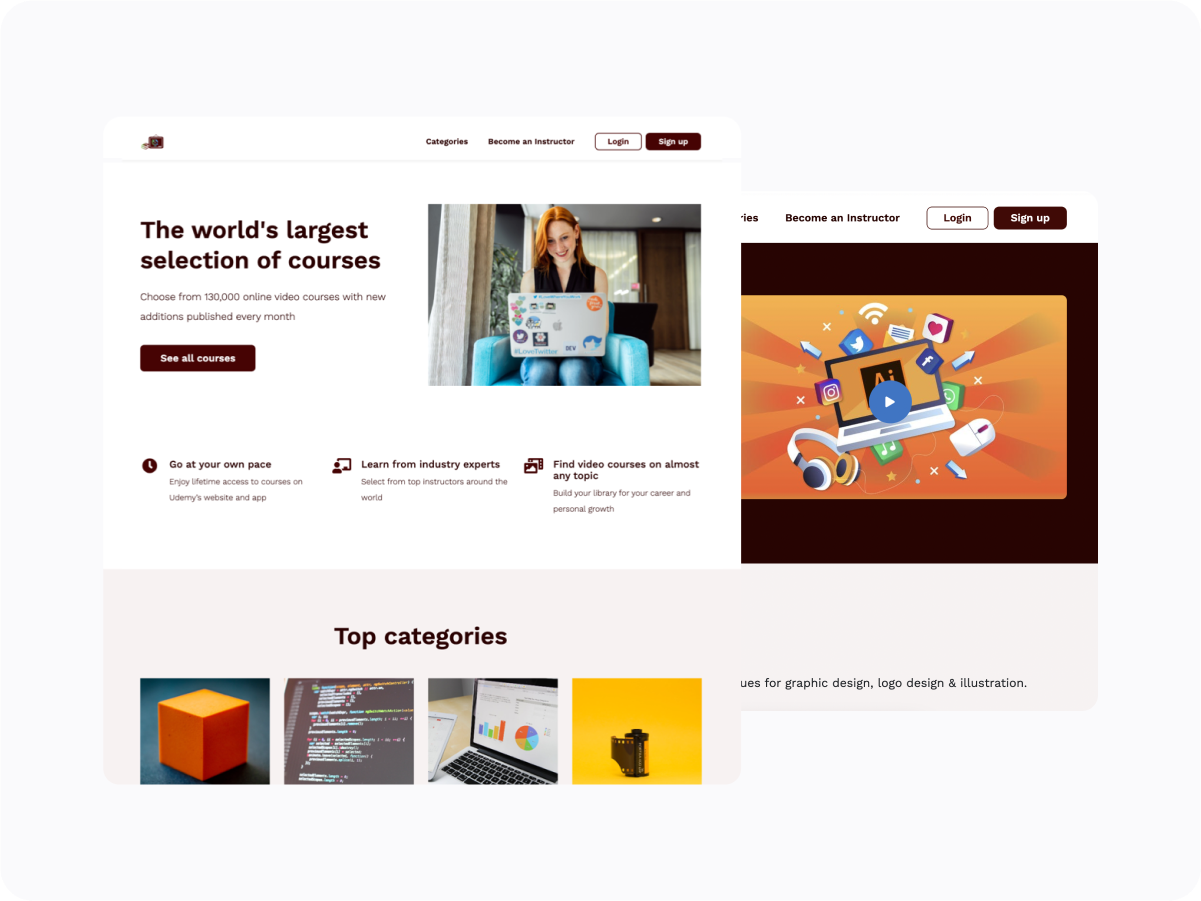 Categories
Become an Instructor
Login
Sign up
The world's largest
selection of courses
Choose from 130,000 online video courses with new
additions published every month
See all courses
#LoveTwitter
DEV
Go at your own pace
Enjoy lifetime access to courses on
Udemy's website and app
Learn from industry experts
Select from top instructors around the
world
Find video courses on almost
any topic
Build your library for your career and
personal growth
Top categories
ries
Become an Instructor
Login
Sign up
Ai
ues for graphic design, logo design & illustration.